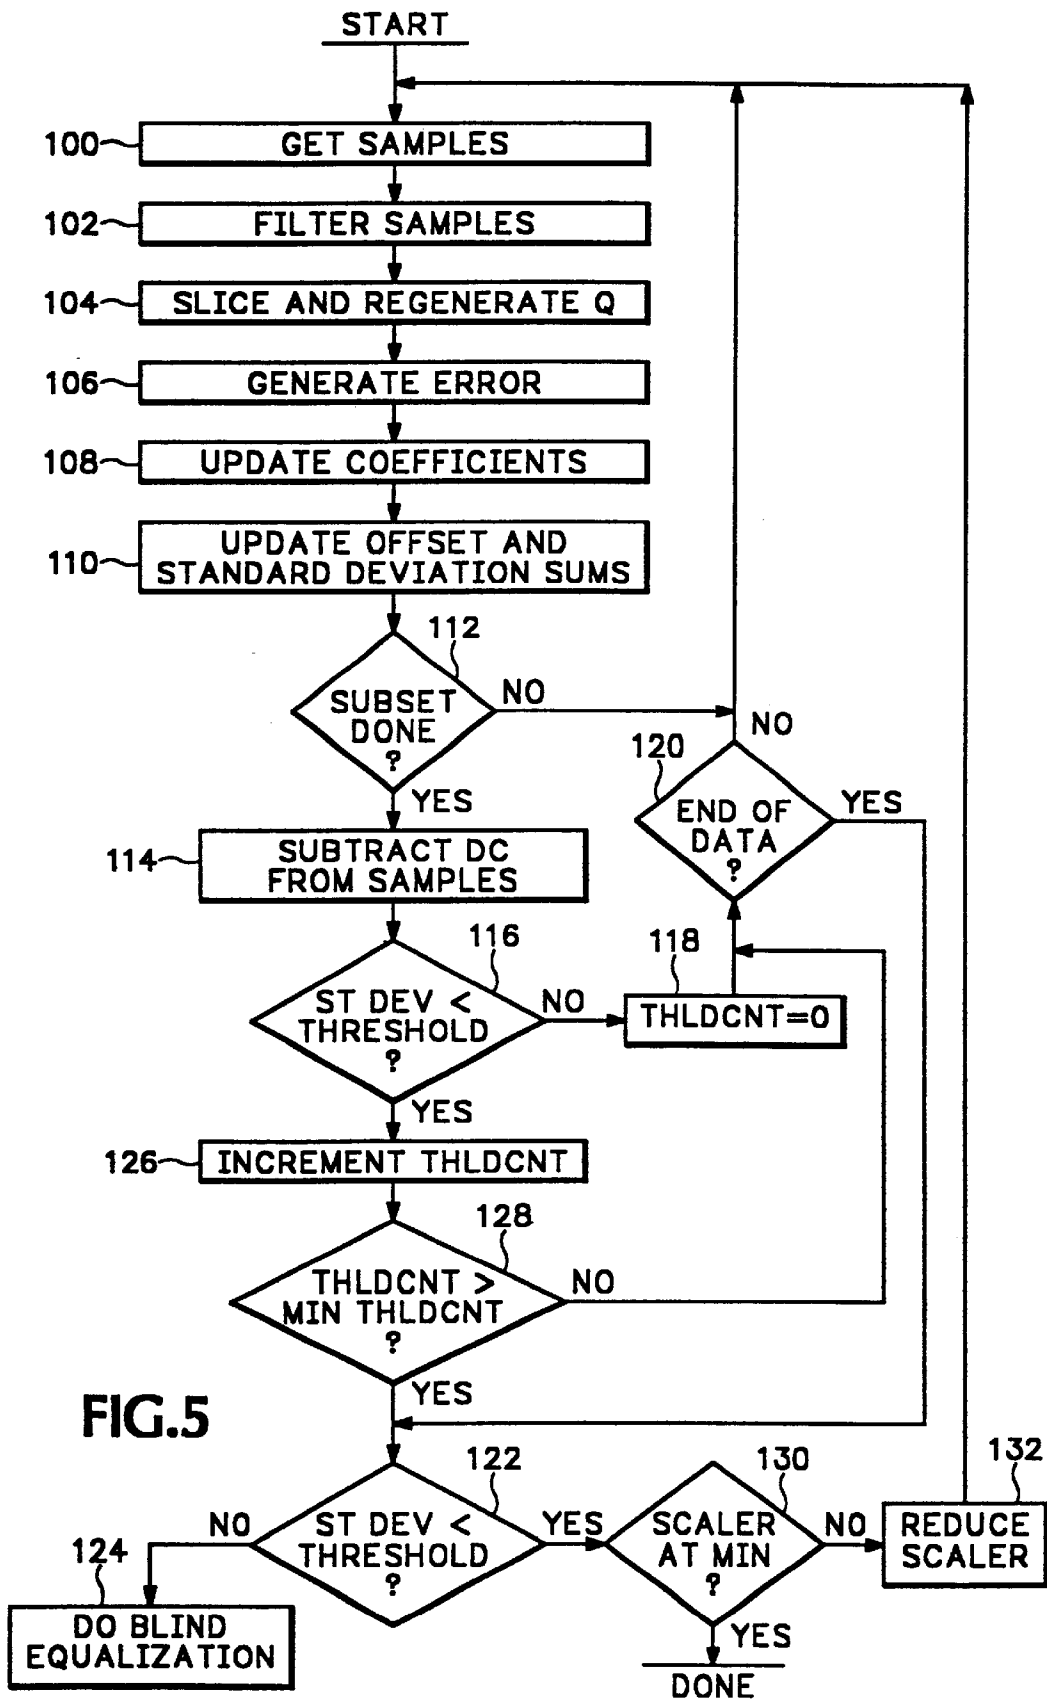 START
100
GET SAMPLES
102
FILTER SAMPLES
104
SLICE AND REGENERATE Q
106
GENERATE ERROR
108
UPDATE COEFFICIENTS
110
UPDATE OFFSET AND
STANDARD DEVIATION SUMS
112
SUBSET
DONE
?
NO
YES
120
NO
END OF
DATA
?
YES
114
SUBTRACT DC
FROM SAMPLES
116
ST DEV <
THRESHOLD
?
NO
YES
118
THLDCNT=0
126
INCREMENT THLDCNT
128
THLDCNT >
MIN THLDCNT
?
NO
YES
FIG.5
122
ST DEV <
THRESHOLD
?
NO
YES
124
DO BLIND
EQUALIZATION
130
SCALER
AT MIN
?
NO
YES
132
REDUCE
SCALER
DONE